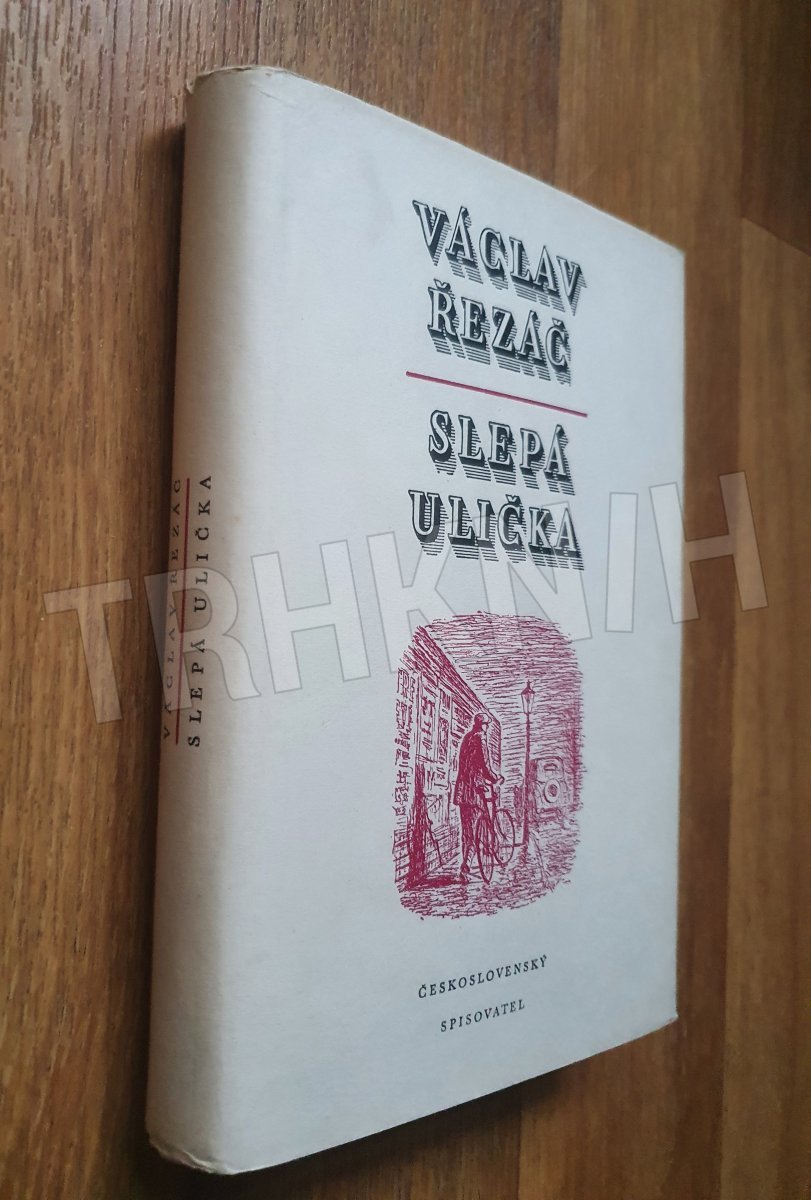 VÁCLAV
ŘEZÁČ
SLEPÁ
ULIČKA
ČESKOSLOVENSKÝ
SPISOVATEL
VÁCLAV ŘEZÁČ
SLEPÁ ULIČKA
TRHKNIH